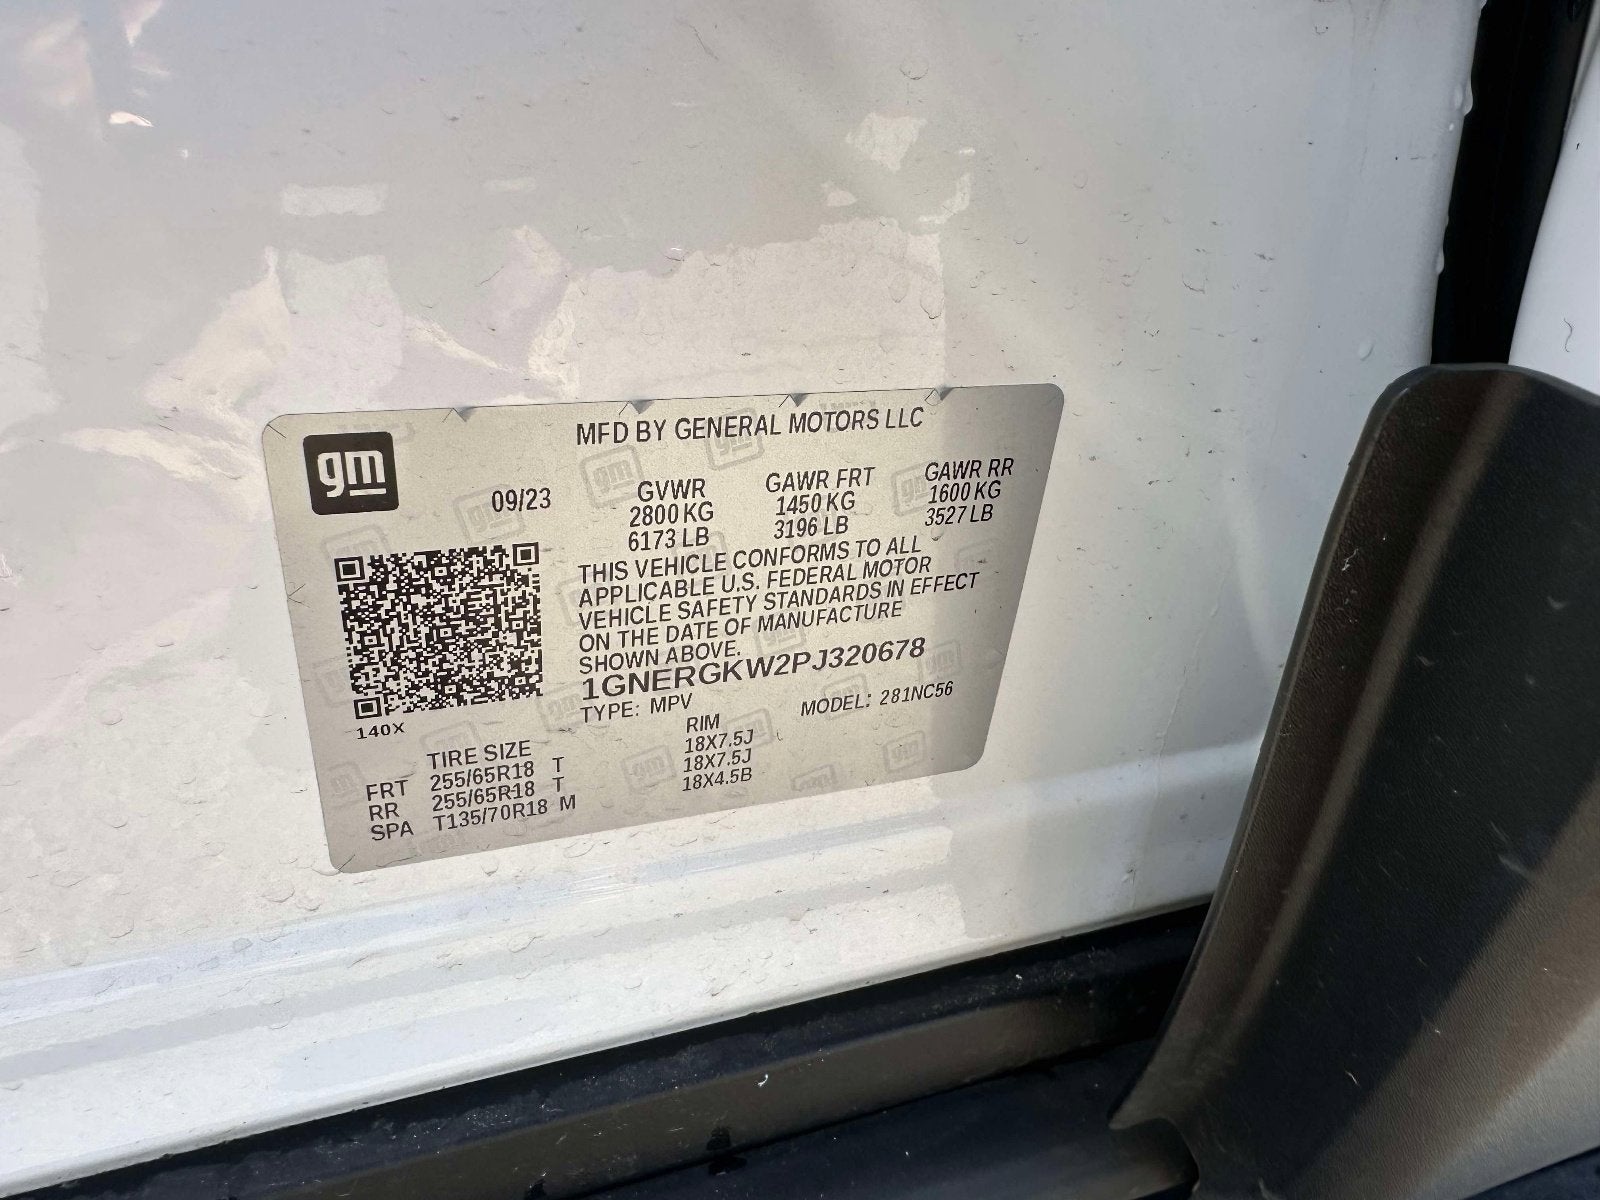 gm
MFD BY GENERAL MOTORS LLC
09/23
GVWR GAWR FRT GAWR RR
2800 KG 1450 KG 1600 KG
6173 LB 3196 LB 3527 LB
THIS VEHICLE CONFORMS TO ALL
APPLICABLE U.S. FEDERAL MOTOR
VEHICLE SAFETY STANDARDS IN EFFECT
ON THE DATE OF MANUFACTURE
SHOWN ABOVE.
1GNERGKW2PJ320678
TYPE: MPV MODEL: 281NC56
140X
TIRE SIZE RIM
FRT 255/65R18 T 18X7.5J
RR 255/65R18 T 18X7.5J
SPA T135/70R18 M 18X4.5B